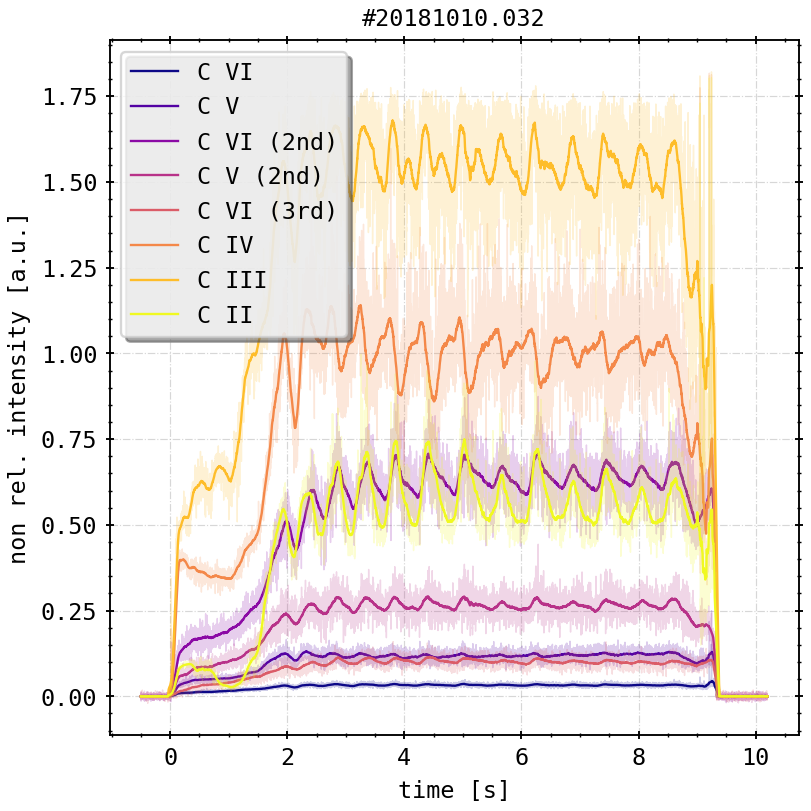 #20181010.032
C VI
C V
C VI (2nd)
C V (2nd)
C VI (3rd)
C IV
C III
C II
non rel. intensity [a.u.]
1.75
1.50
1.25
1.00
0.75
0.50
0.25
0.00
0 2 4 6 8 10
time [s]